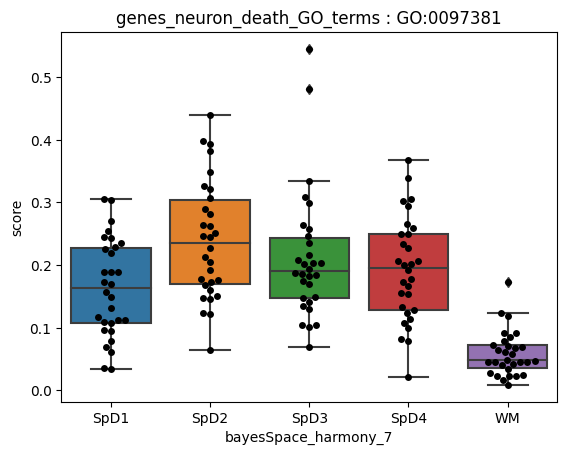 genes_neuron_death_GO_terms : GO:0097381
score
0.5
0.4
0.3
0.2
0.1
0.0
SpD1 SpD2 SpD3 SpD4 WM
bayesSpace_harmony_7